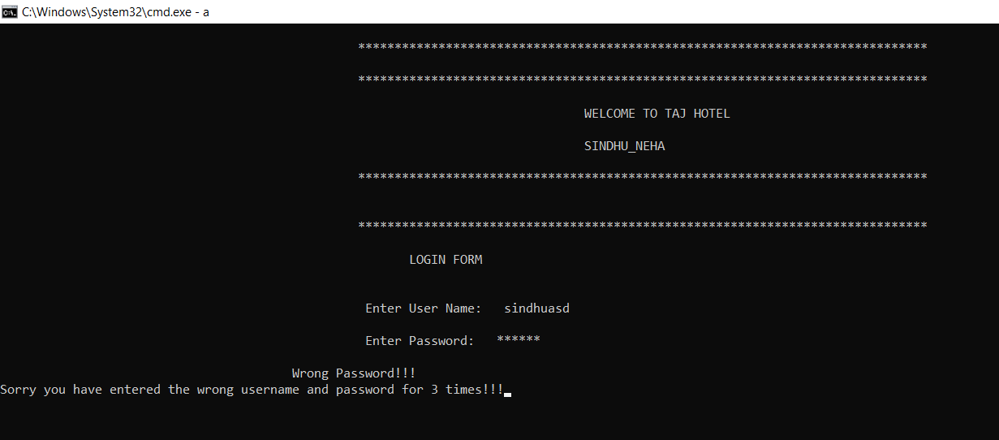 C:\Windows\System32\cmd.exe - a
******************************************************************************
******************************************************************************
WELCOME TO TAJ HOTEL
SINDHU_NEHA
******************************************************************************
******************************************************************************
LOGIN FORM
Enter User Name: sindhuasd
Enter Password: ******
Wrong Password!!!
Sorry you have entered the wrong username and password for 3 times!!!